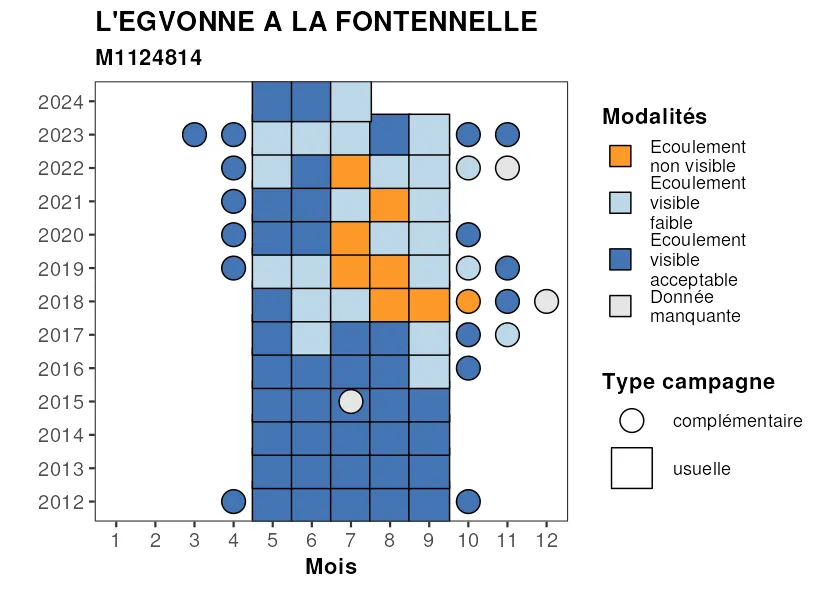 L'EGVONNE A LA FONTENNELLE
M1124814
2024
2023
2022
2021
2020
2019
2018
2017
2016
2015
2014
2013
2012
1 2 3 4 5 6 7 8 9 10 11 12
Mois
Modalités
Ecoulement
non visible
Ecoulement
visible
faible
Ecoulement
visible
acceptable
Donnée
manquante
Type campagne
complémentaire
usuelle